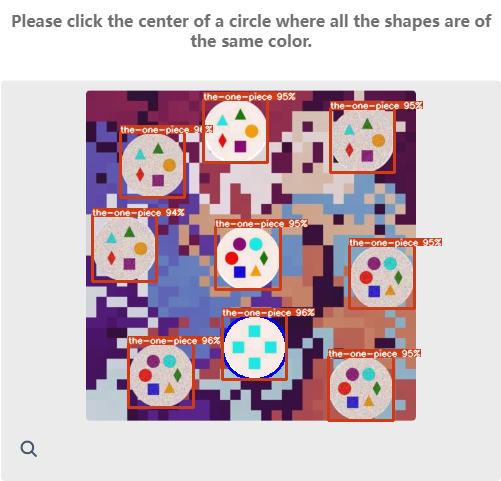 Please click the center of a circle where all the shapes are of
the same color.
the-one-piece 95%
the-one-piece 95%
the-one-piece 96%
the-one-piece 94%
the-one-piece 95%
the-one-piece 95%
the-one-piece 96%
the-one-piece 96%
the-one-piece 95%